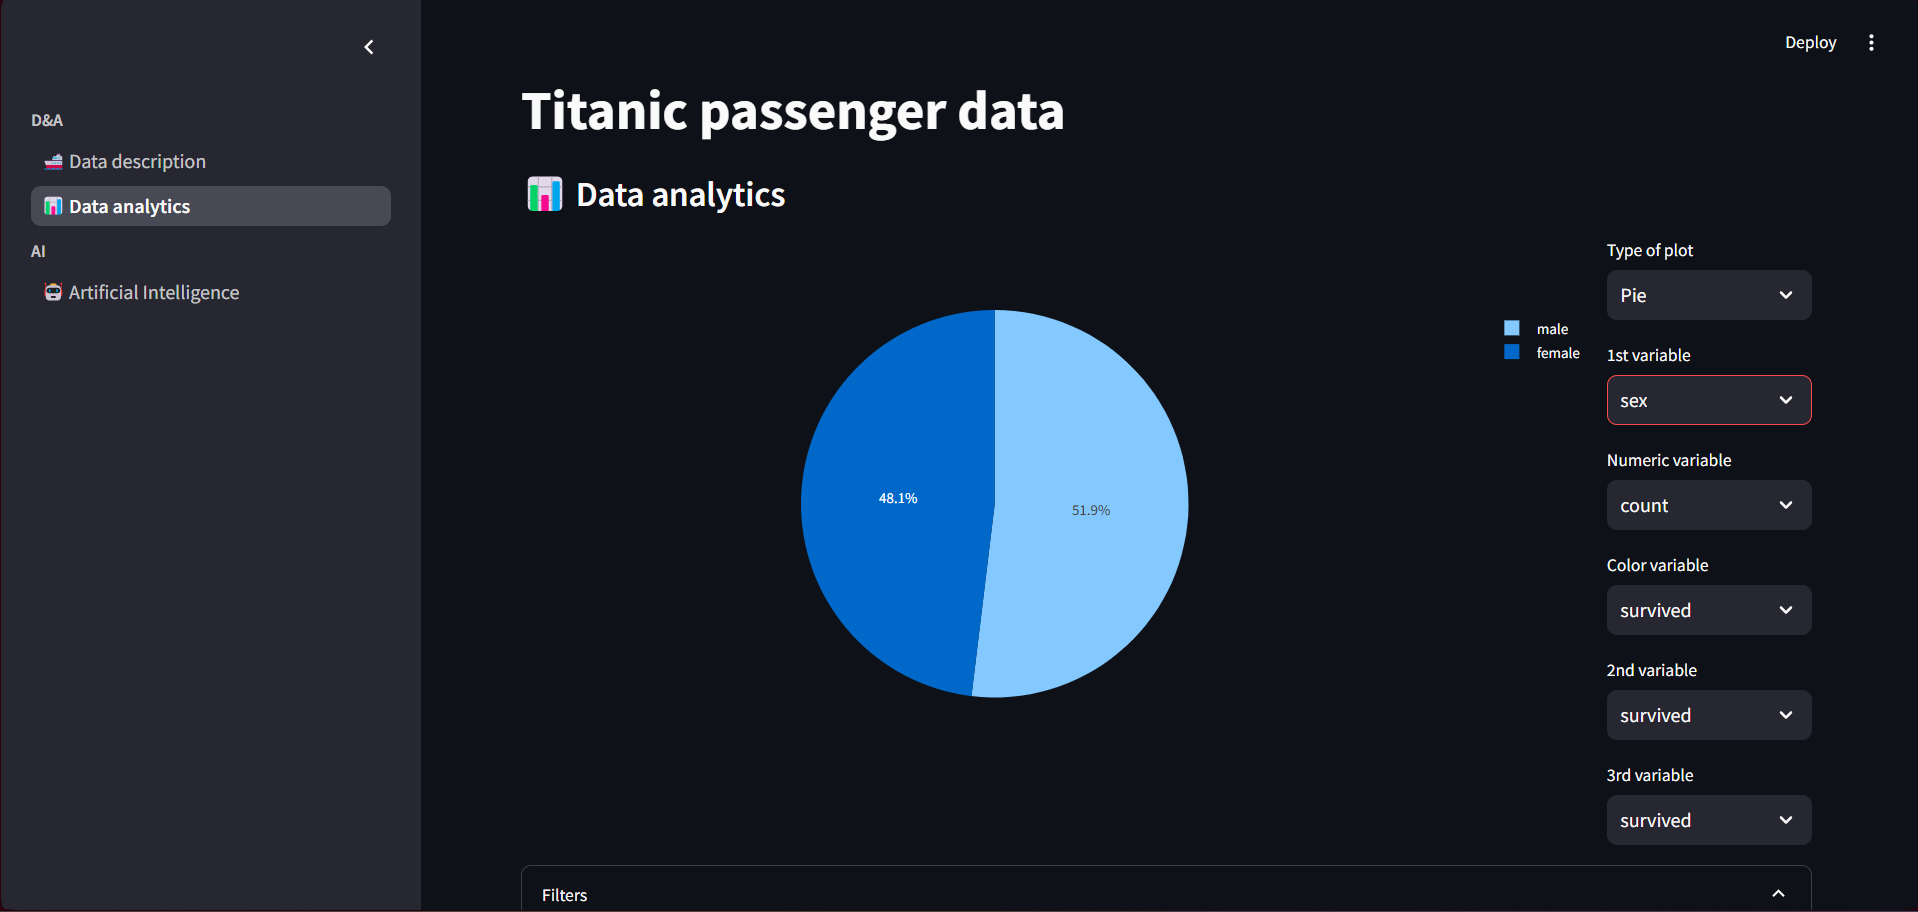 Deploy
D&A
Data description
Data analytics
AI
Artificial Intelligence
Titanic passenger data
Data analytics
male
female
48.1%
51.9%
Type of plot
Pie
1st variable
sex
Numeric variable
count
Color variable
survived
2nd variable
survived
3rd variable
survived
Filters